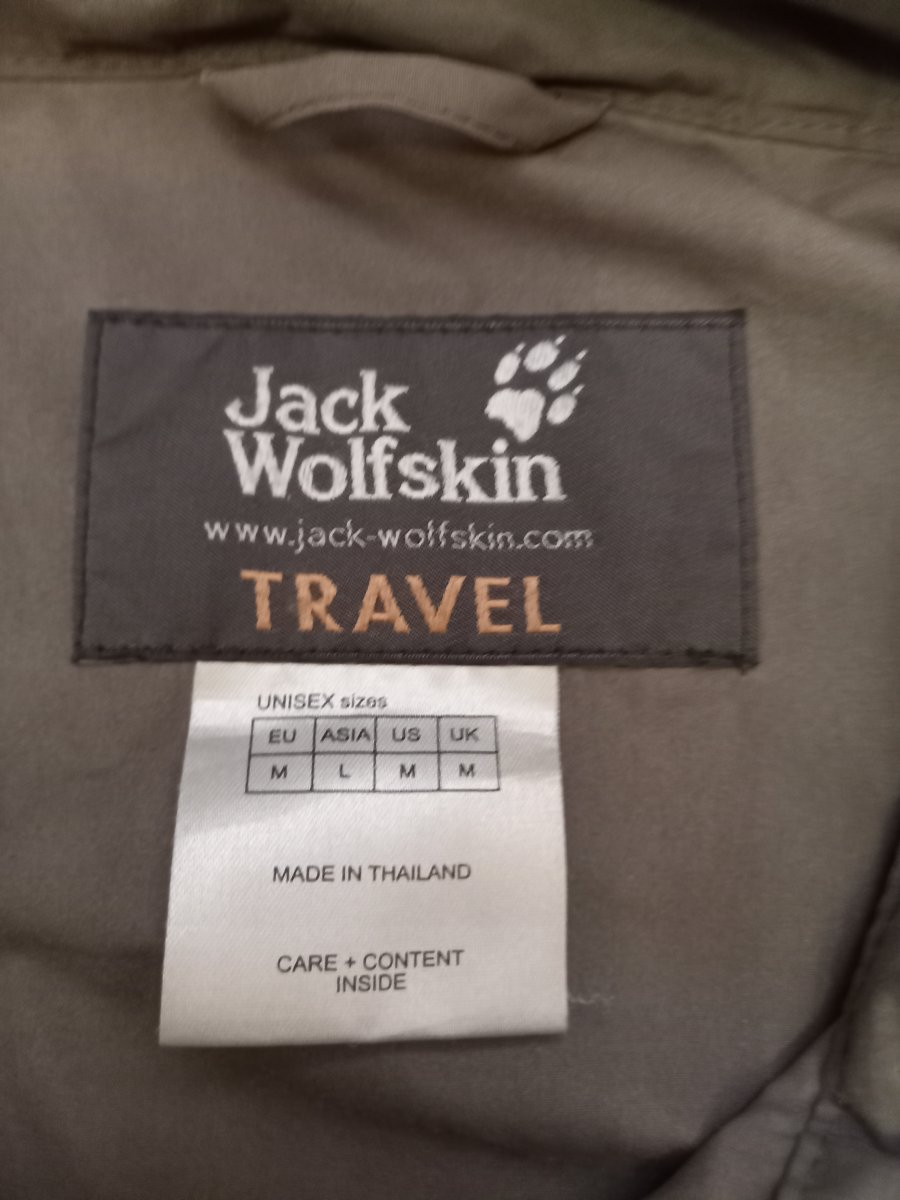 Jack
Wolfskin
www.jack-wolfskin.com
TRAVEL
UNISEX sizes
EU ASIA US UK
M L M M
MADE IN THAILAND
CARE + CONTENT
INSIDE